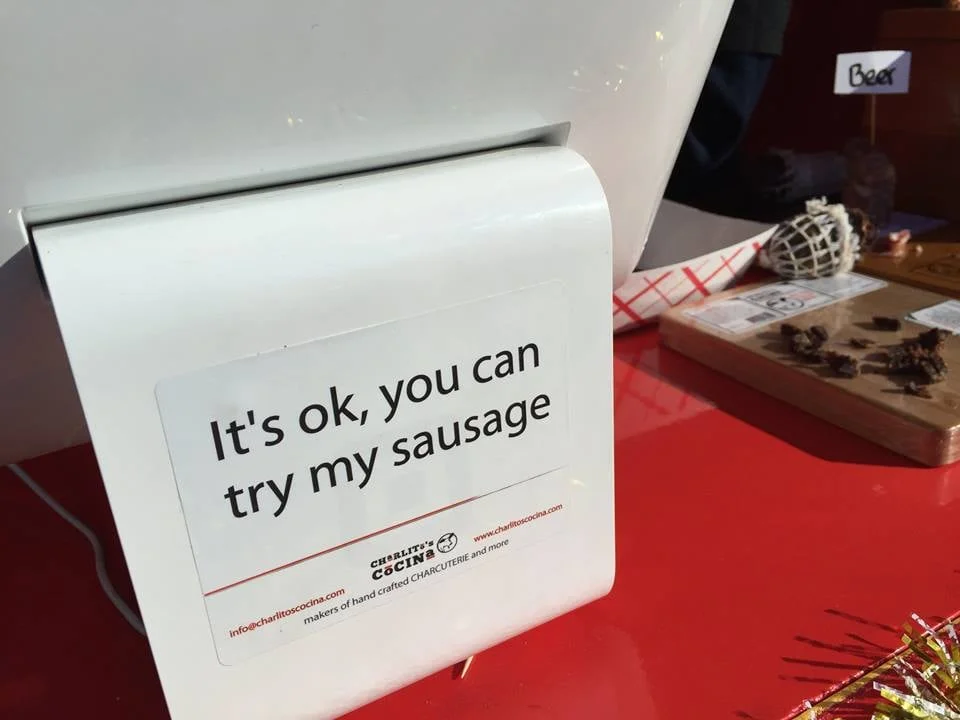 Beer
It's ok, you can
try my sausage
CHARLITO'S
COCINA
www.charlitoscocina.com
info@charlitoscocina.com
makers of hand crafted CHARCUTERIE and more